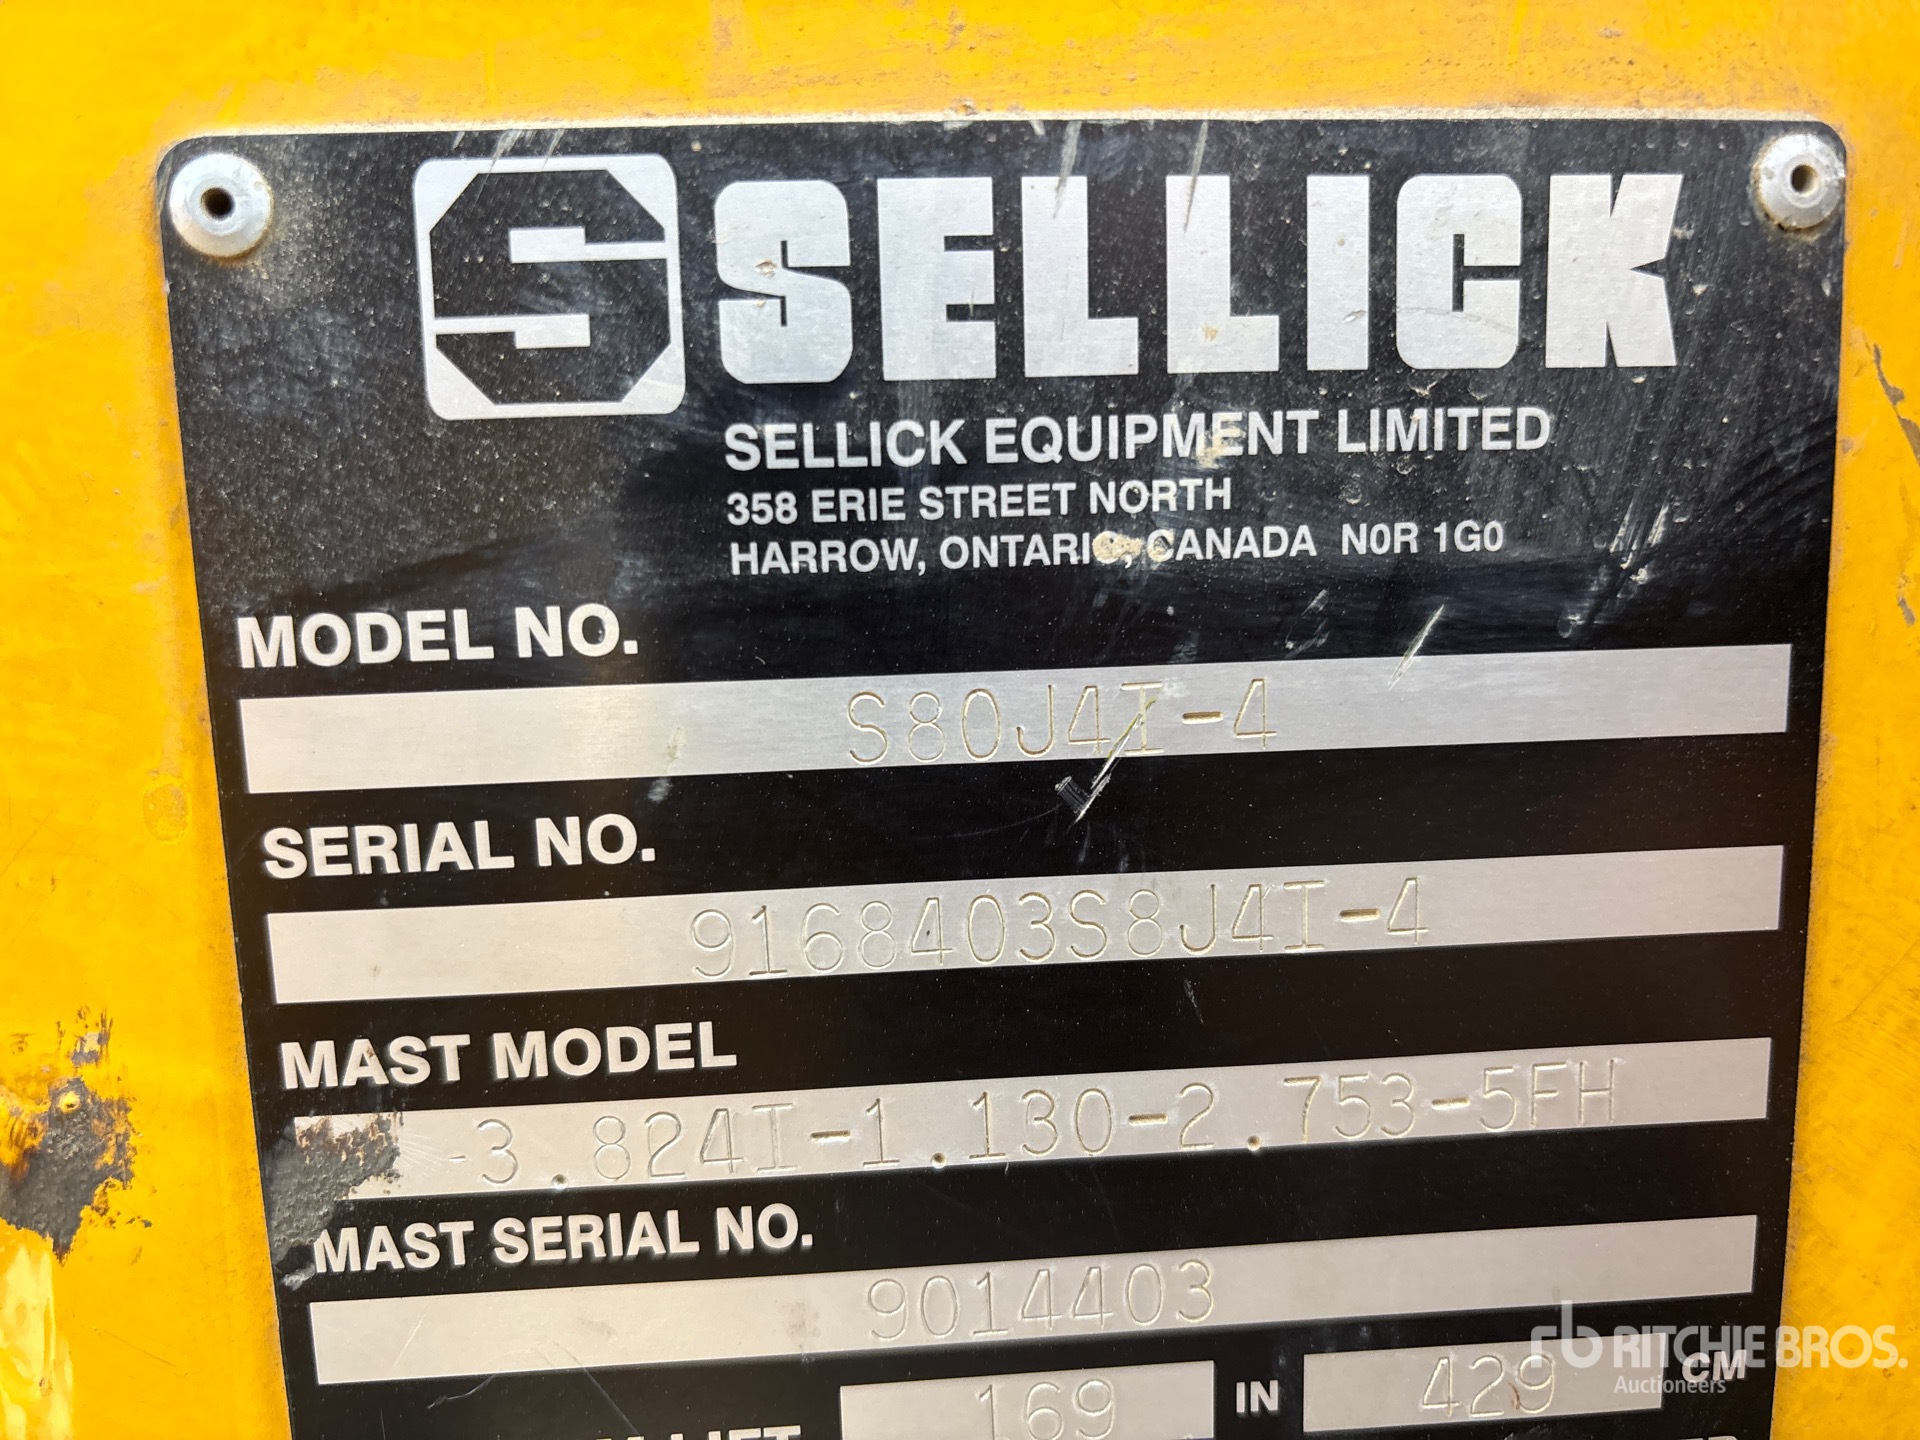 SELLICK
SELLICK EQUIPMENT LIMITED
358 ERIE STREET NORTH
HARROW, ONTARIO, CANADA N0R 1G0
MODEL NO.
S80J4I-4
SERIAL NO.
9168403S8J4I-4
MAST MODEL
-3.824I-1.130-2.753-5FH
MAST SERIAL NO.
9014403
LIFT 169 IN 429 CM
rb RITCHIE BROS.
Auctioneers